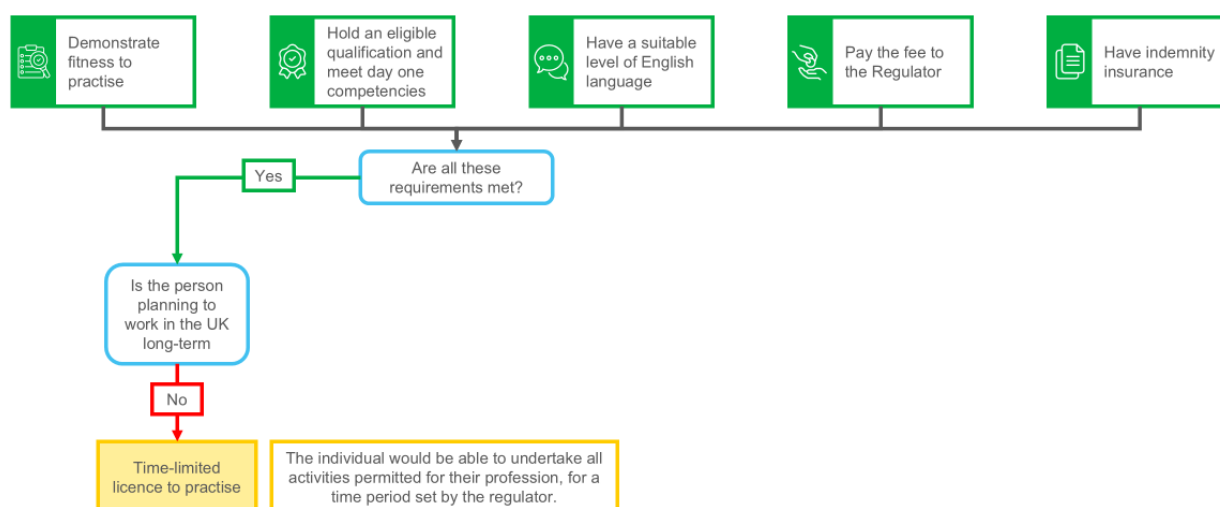 Demonstrate
fitness to
practise
Hold an eligible
qualification and
meet day one
competencies
Have a suitable
level of English
language
Pay the fee to
the Regulator
Have indemnity
insurance
Are all these
requirements met?
Yes
Is the person
planning to
work in the UK
long-term
No
Time-limited
licence to practise
The individual would be able to undertake all
activities permitted for their profession, for a
time period set by the regulator.